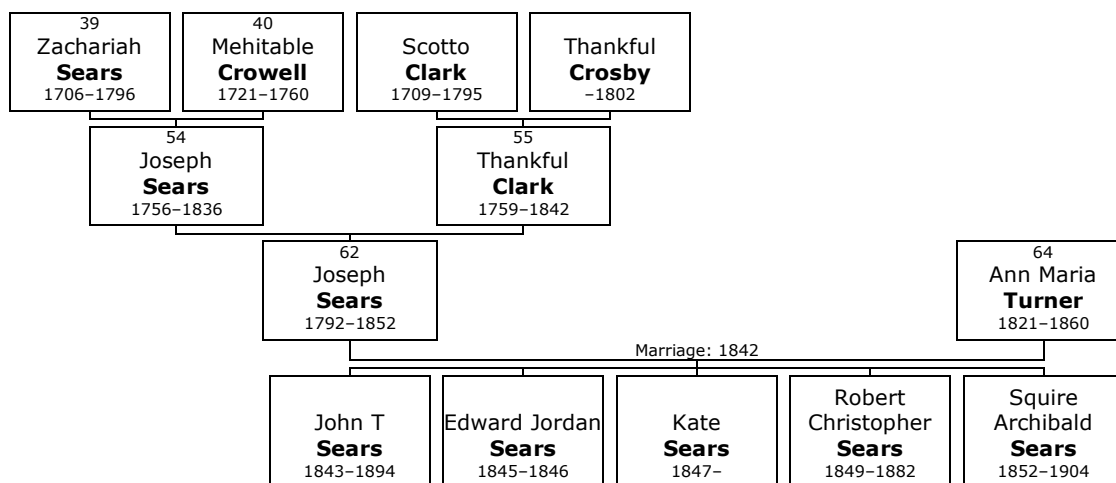 39
Zachariah
Sears
1706–1796
40
Mehitable
Crowell
1721–1760
Scotto
Clark
1709–1795
Thankful
Crosby
–1802
54
Joseph
Sears
1756–1836
55
Thankful
Clark
1759–1842
62
Joseph
Sears
1792–1852
64
Ann Maria
Turner
1821–1860
Marriage: 1842
John T
Sears
1843–1894
Edward Jordan
Sears
1845–1846
Kate
Sears
1847–
Robert
Christopher
Sears
1849–1882
Squire
Archibald
Sears
1852–1904